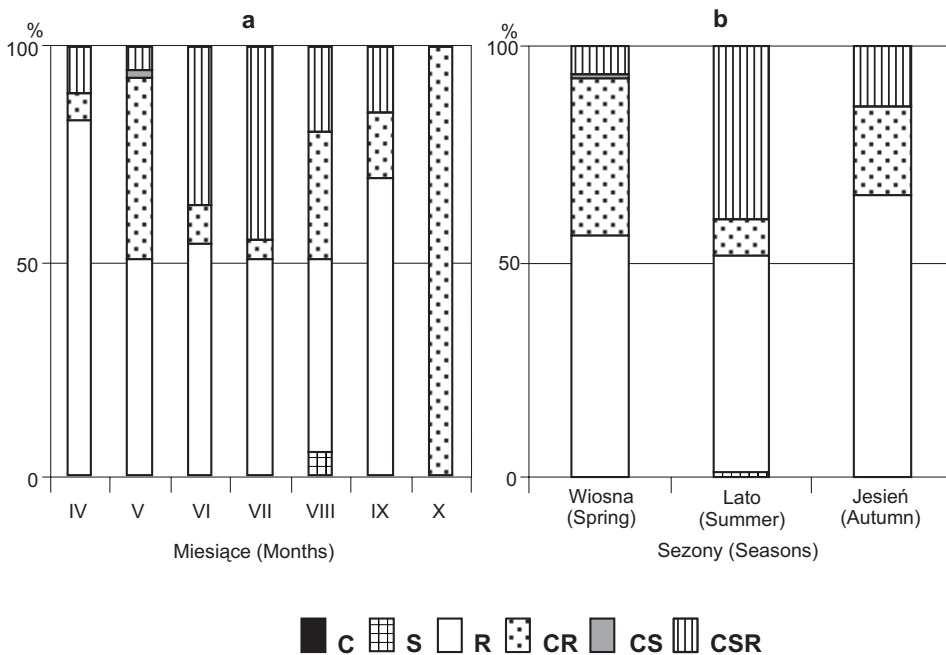 a
%
100
50
0
IV V VI VII VIII IX X
Miesiące (Months)
b
%
100
50
0
Wiosna Lato Jesień
(Spring) (Summer) (Autumn)
Sezony (Seasons)
C S R CR CS CSR